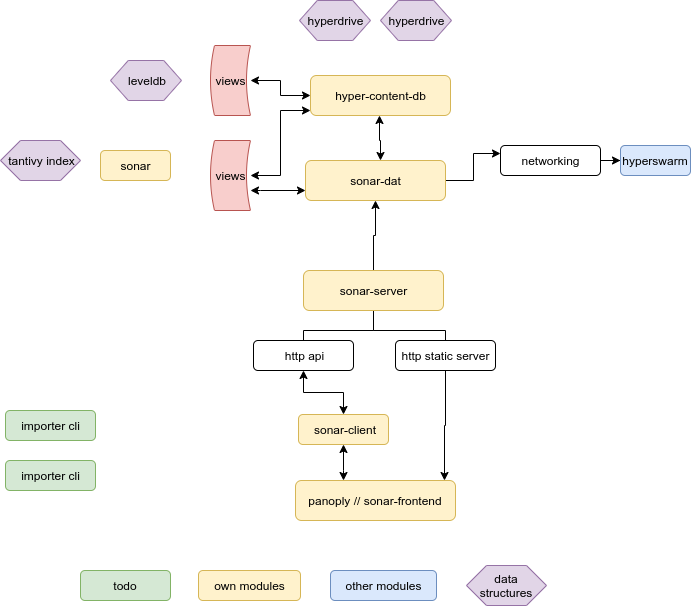 hyperdrive
hyperdrive
leveldb
views
hyper-content-db
tantivy index
sonar
views
sonar-dat
networking
hyperswarm
sonar-server
http api
http static server
importer cli
sonar-client
importer cli
panoply // sonar-frontend
todo
own modules
other modules
data
structures